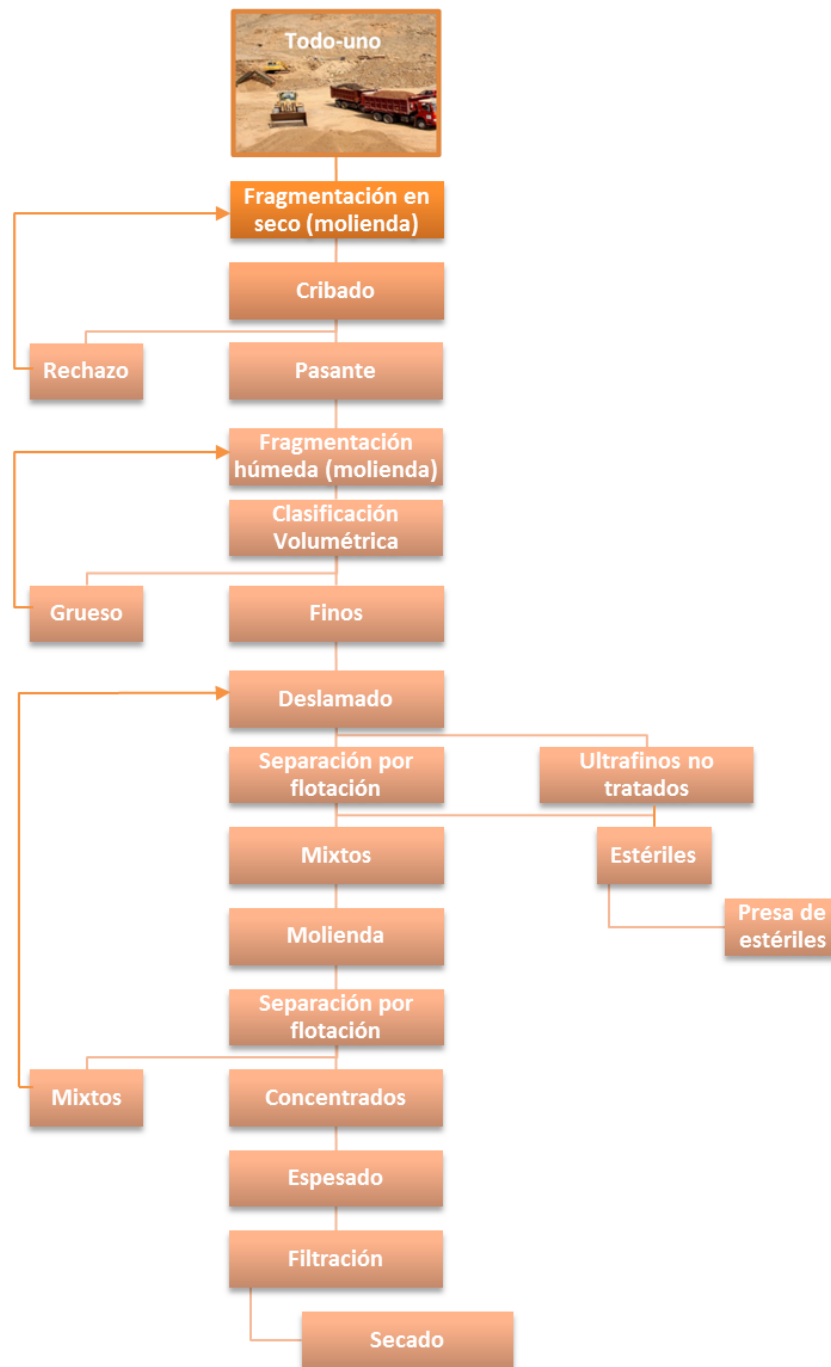 Todo-uno
Fragmentación en
seco (molienda)
Cribado
Rechazo
Pasante
Fragmentación
húmeda (molienda)
Clasificación
Volumétrica
Grueso
Finos
Deslamado
Separación por
flotación
Ultrafinos no
tratados
Mixtos
Estériles
Presa de
estériles
Molienda
Separación por
flotación
Mixtos
Concentrados
Espesado
Filtración
Secado